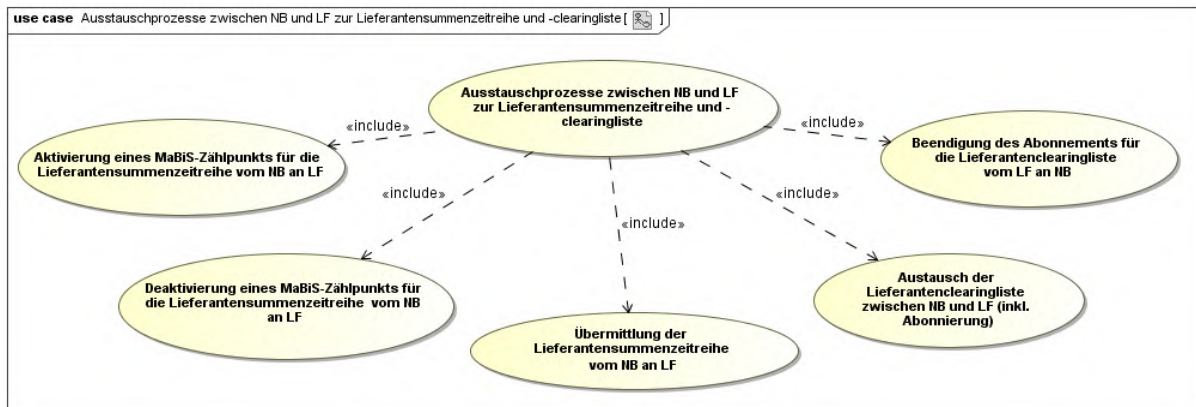 use case Ausstauschprozesse zwischen NB und LF zur Lieferantensummenzeitreihe und -clearingliste [ ]
Ausstauschprozesse zwischen NB und LF
zur Lieferantensummenzeitreihe und -
clearingliste
«include»
«include»
Aktivierung eines MaBiS-Zählpunkts für die
Lieferantensummenzeitreihe vom NB an LF
Beendigung des Abonnements für
die Lieferantenclearingliste
vom LF an NB
«include»
«include»
«include»
Deaktivierung eines MaBiS-Zählpunkts für
die Lieferantensummenzeitreihe vom NB
an LF
Austausch der
Lieferantenclearingliste
zwischen NB und LF (inkl.
Abonnierung)
Übermittlung der
Lieferantensummenzeitreihe
vom NB an LF